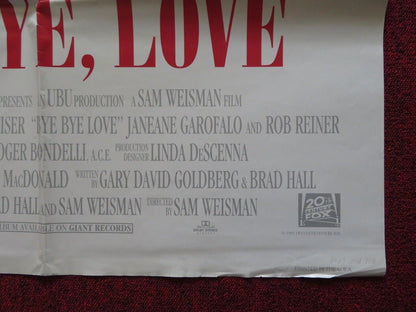 YE, LOVE
PRESENTS AN UBU PRODUCTION A SAM WEISMAN FILM
ISER "BYE BYE LOVE" JANEANE GAROFALO AND ROB REINER
OGER BONDELLI, A.C.E. PRODUCTION DESIGNER LINDA DeSCENNA
MacDONALD WRITTEN BY GARY DAVID GOLDBERG & BRAD HALL
D HALL AND SAM WEISMAN DIRECTED BY SAM WEISMAN
LBUM AVAILABLE ON GIANT RECORDS
DOLBY STEREO
20TH CENTURY FOX